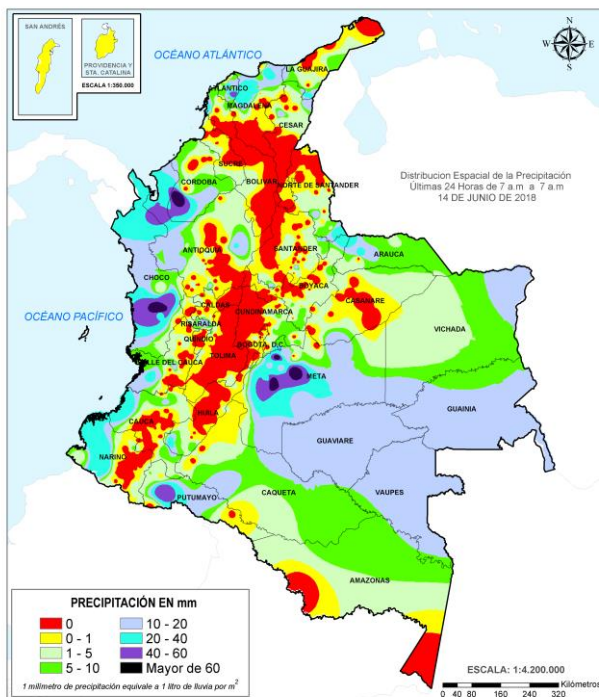 SAN ANDRÉS
PROVIDENCIA Y
STA. CATALINA
ESCALA 1:350.000
OCÉANO ATLÁNTICO
N
W E
S
LA GUAJIRA
ATLÁNTICO
MAGDALENA
CESAR
SUCRE
CORDOBA
BOLIVAR
NORTE DE SANTANDER
Distribucion Espacial de la Precipitación
Últimas 24 Horas de 7 a.m a 7 a.m
14 DE JUNIO DE 2018
ANTIOQUIA
SANTANDER
ARAUCA
CHOCO
BOYACA
CASANARE
OCÉANO PACÍFICO
CALDAS
RISARALDA
CUNDINAMARCA
VICHADA
QUINDIO
BOGOTA, D.C.
TOLIMA
VALLE DEL CAUCA
META
GUAINIA
CAUCA
HUILA
GUAVIARE
NARIÑO
PUTUMAYO
CAQUETA
VAUPES
AMAZONAS
PRECIPITACIÓN EN mm
0 10 - 20
0 - 1 20 - 40
1 - 5 40 - 60
5 - 10 Mayor de 60
1 milímetro de precipitación equivale a 1 litro de lluvia por m2
ESCALA: 1:4.200.000
Kilómetros
0 40 80 160 240 320